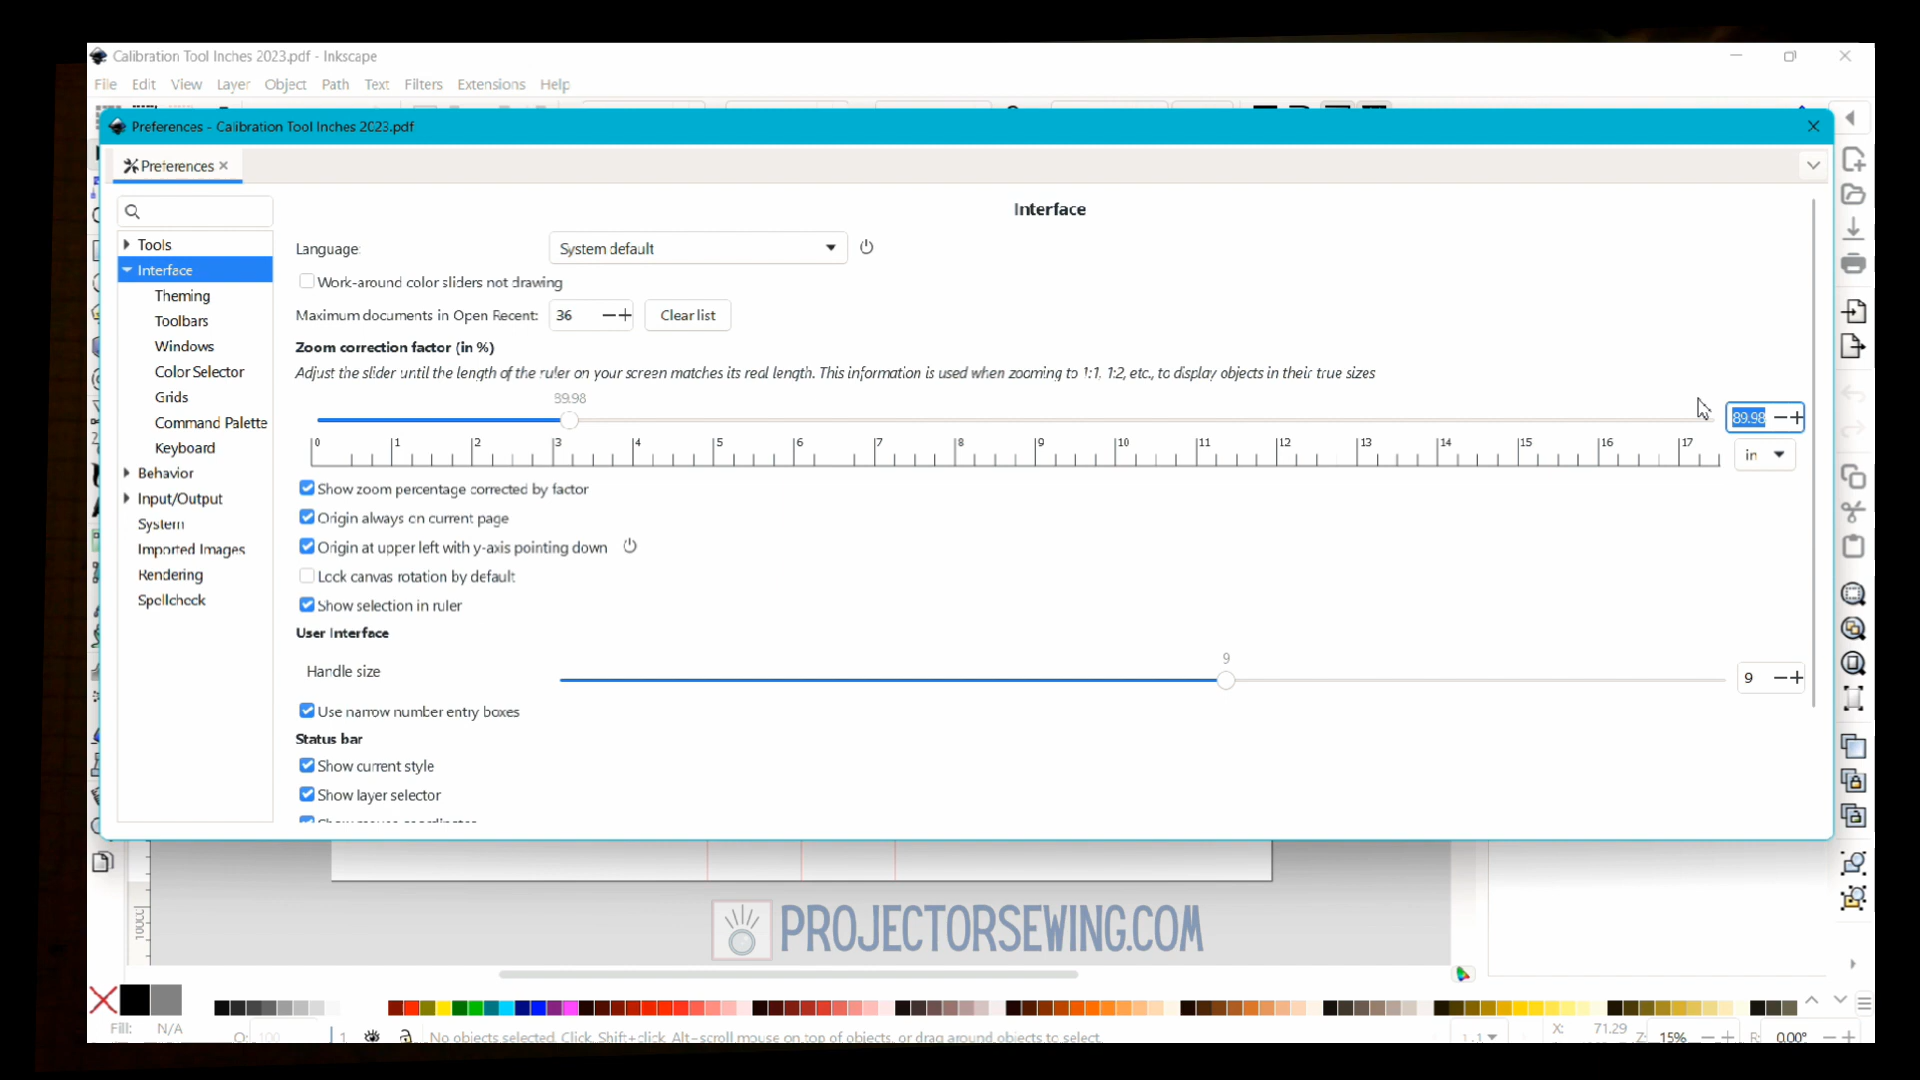 Calibration Tool Inches 2023.pdf - Inkscape
File Edit View Layer Object Path Text Filters Extensions Help
Preferences - Calibration Tool Inches 2023.pdf
Preferences
Interface
Language: System default
Tools
Interface
Theming
Toolbars
Windows
Color Selector
Grids
Command Palette
Keyboard
Behavior
Input/Output
System
Imported Images
Rendering
Spellcheck
Work-around color sliders not drawing
Maximum documents in Open Recent: 36 Clear list
Zoom correction factor (in %)
Adjust the slider until the length of the ruler on your screen matches its real length. This information is used when zooming to 1:1, 1:2, etc., to display objects in their true sizes
89.98
89.98
0 1 2 3 4 5 6 7 8 9 10 11 12 13 14 15 16 17
in
Show zoom percentage corrected by factor
Origin always on current page
Origin at upper left with y-axis pointing down
Lock canvas rotation by default
Show selection in ruler
User Interface
9
Handle size 9
Use narrow number entry boxes
Status bar
Show current style
Show layer selector
1000
PROJECTORSEWING.COM
Fill: N/A O: 100 1 No objects selected. Click, Shift+click, Alt-scroll mouse on top of objects, or drag around objects to select. 1:1 X: 71.29 Z: 15% R: 0.00°